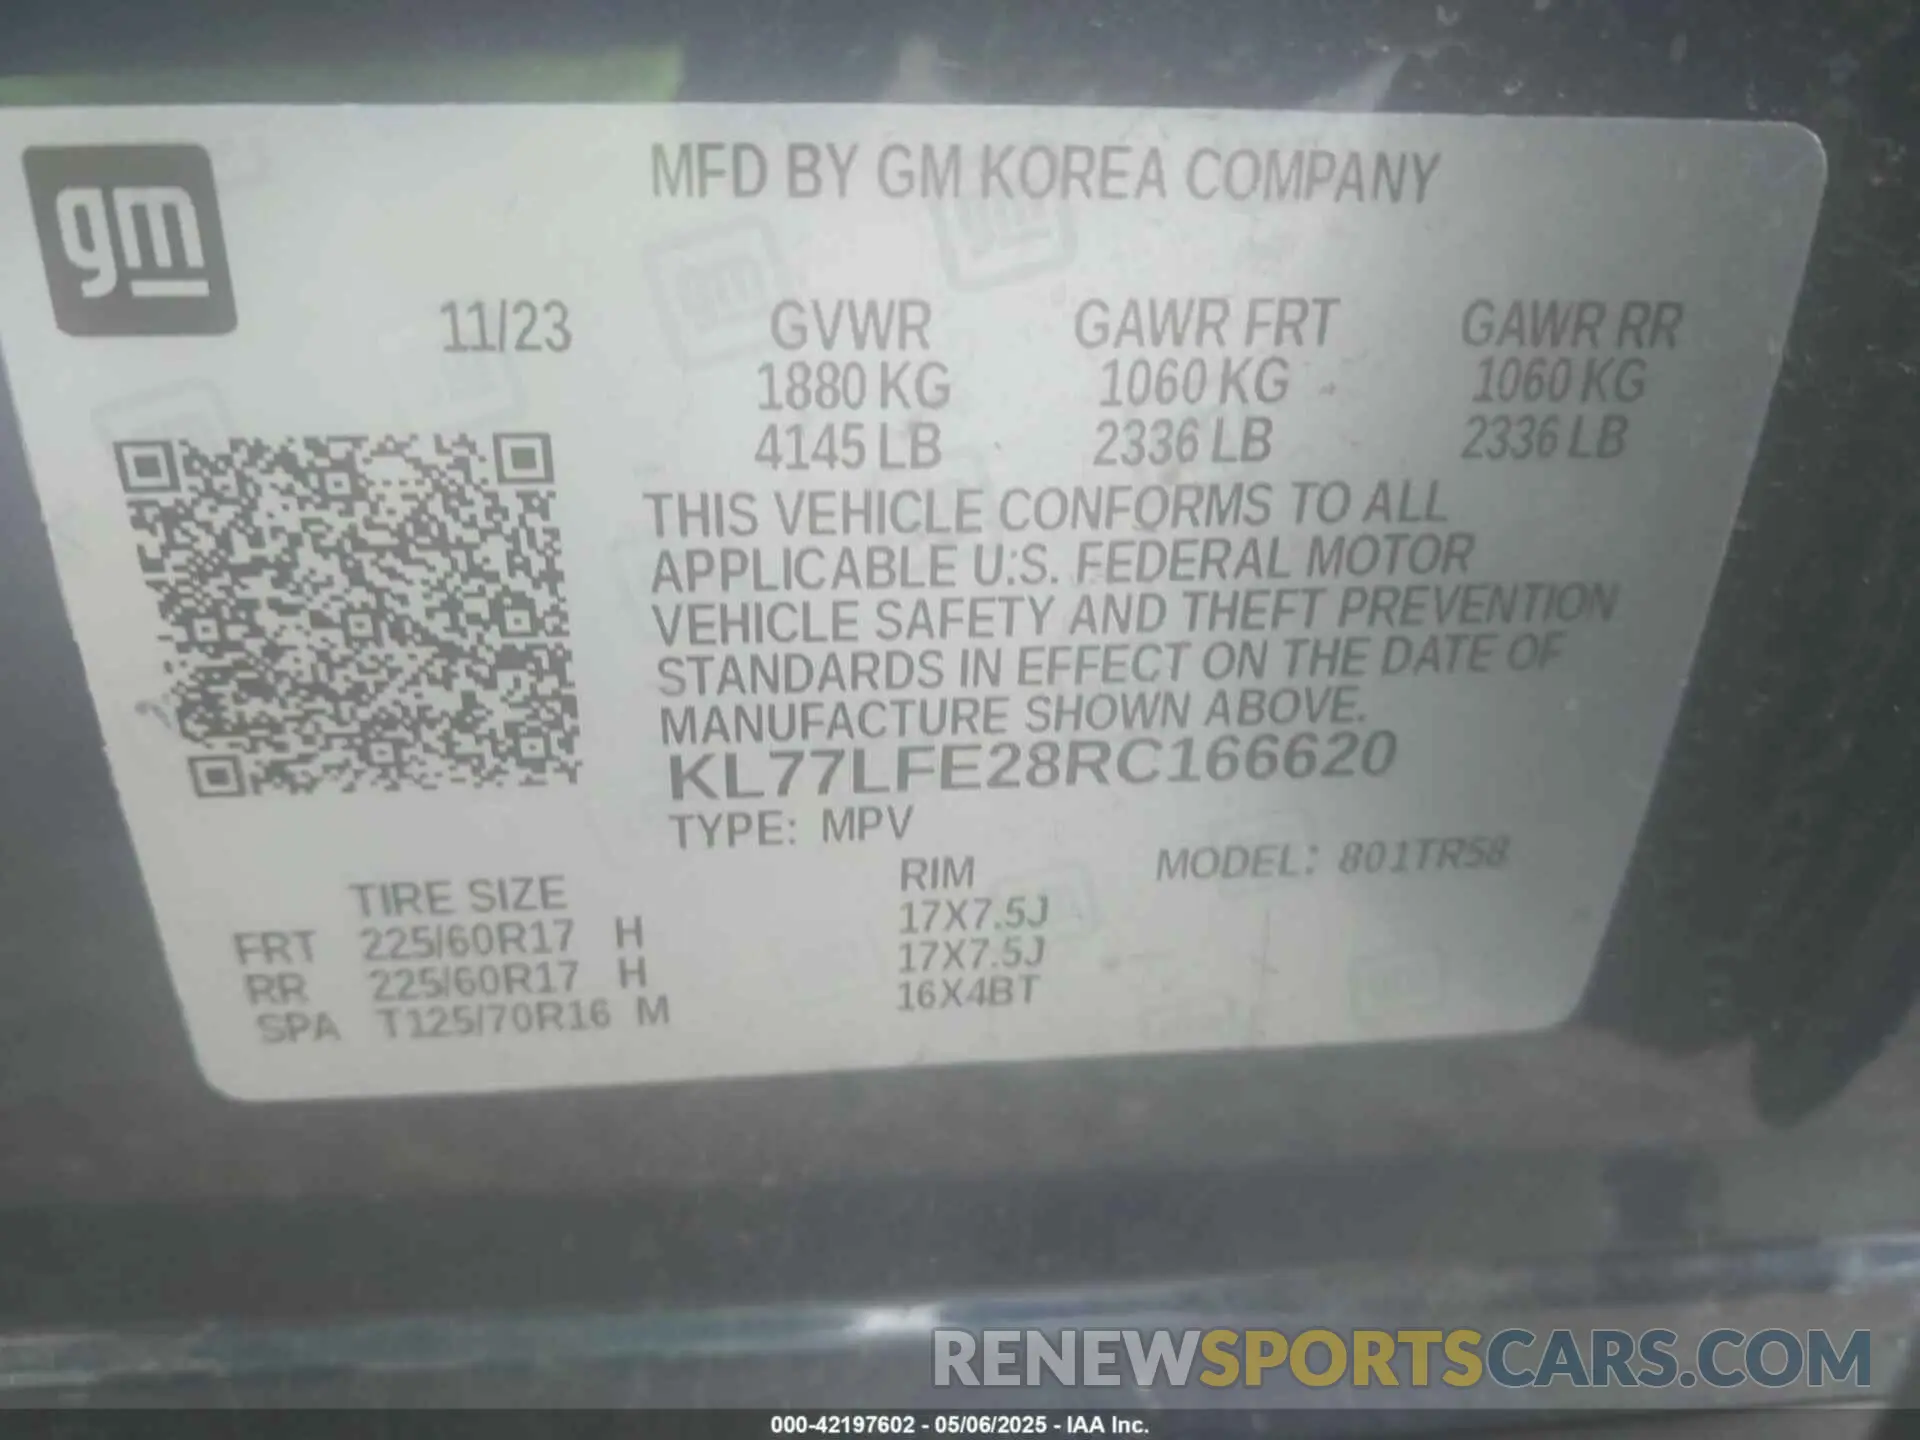 gm
MFD BY GM KOREA COMPANY
11/23 GVWR GAWR FRT GAWR RR
1880 KG 1060 KG 1060 KG
4145 LB 2336 LB 2336 LB
THIS VEHICLE CONFORMS TO ALL
APPLICABLE U.S. FEDERAL MOTOR
VEHICLE SAFETY AND THEFT PREVENTION
STANDARDS IN EFFECT ON THE DATE OF
MANUFACTURE SHOWN ABOVE.
KL77LFE28RC166620
TYPE: MPV
MODEL: 801TR58
TIRE SIZE RIM
FRT 225/60R17 H 17X7.5J
RR 225/60R17 H 17X7.5J
SPA T125/70R16 M 16X4BT
RENEWSPORTSCARS.COM
000-42197602 - 05/06/2025 - IAA Inc.